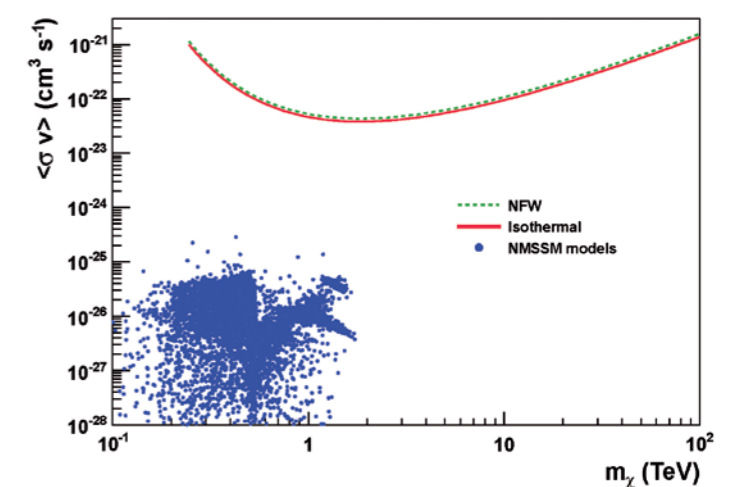 <σ v> (cm³ s⁻¹)
10⁻²¹
10⁻²²
10⁻²³
10⁻²⁴
10⁻²⁵
10⁻²⁶
10⁻²⁷
10⁻²⁸
NFW
Isothermal
NMSSM models
10⁻¹ 1 10 10²
mχ (TeV)